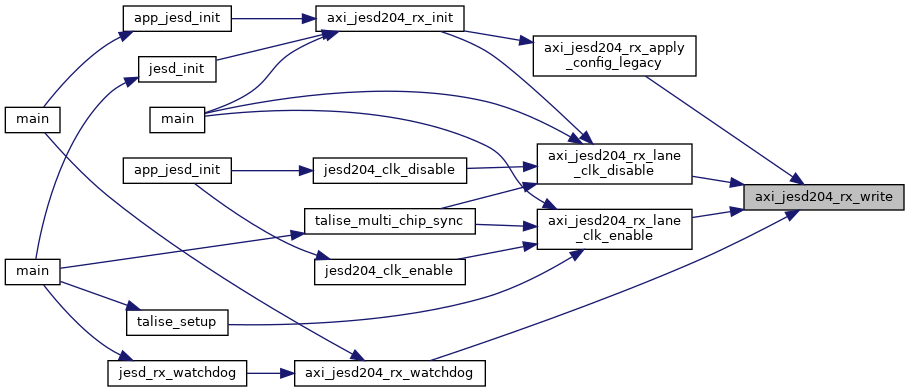 app_jesd_init
axi_jesd204_rx_init
axi_jesd204_rx_apply
_config_legacy
jesd_init
main
main
axi_jesd204_rx_lane
_clk_disable
app_jesd_init
jesd204_clk_disable
axi_jesd204_rx_write
talise_multi_chip_sync
axi_jesd204_rx_lane
_clk_enable
main
jesd204_clk_enable
talise_setup
jesd_rx_watchdog
axi_jesd204_rx_watchdog